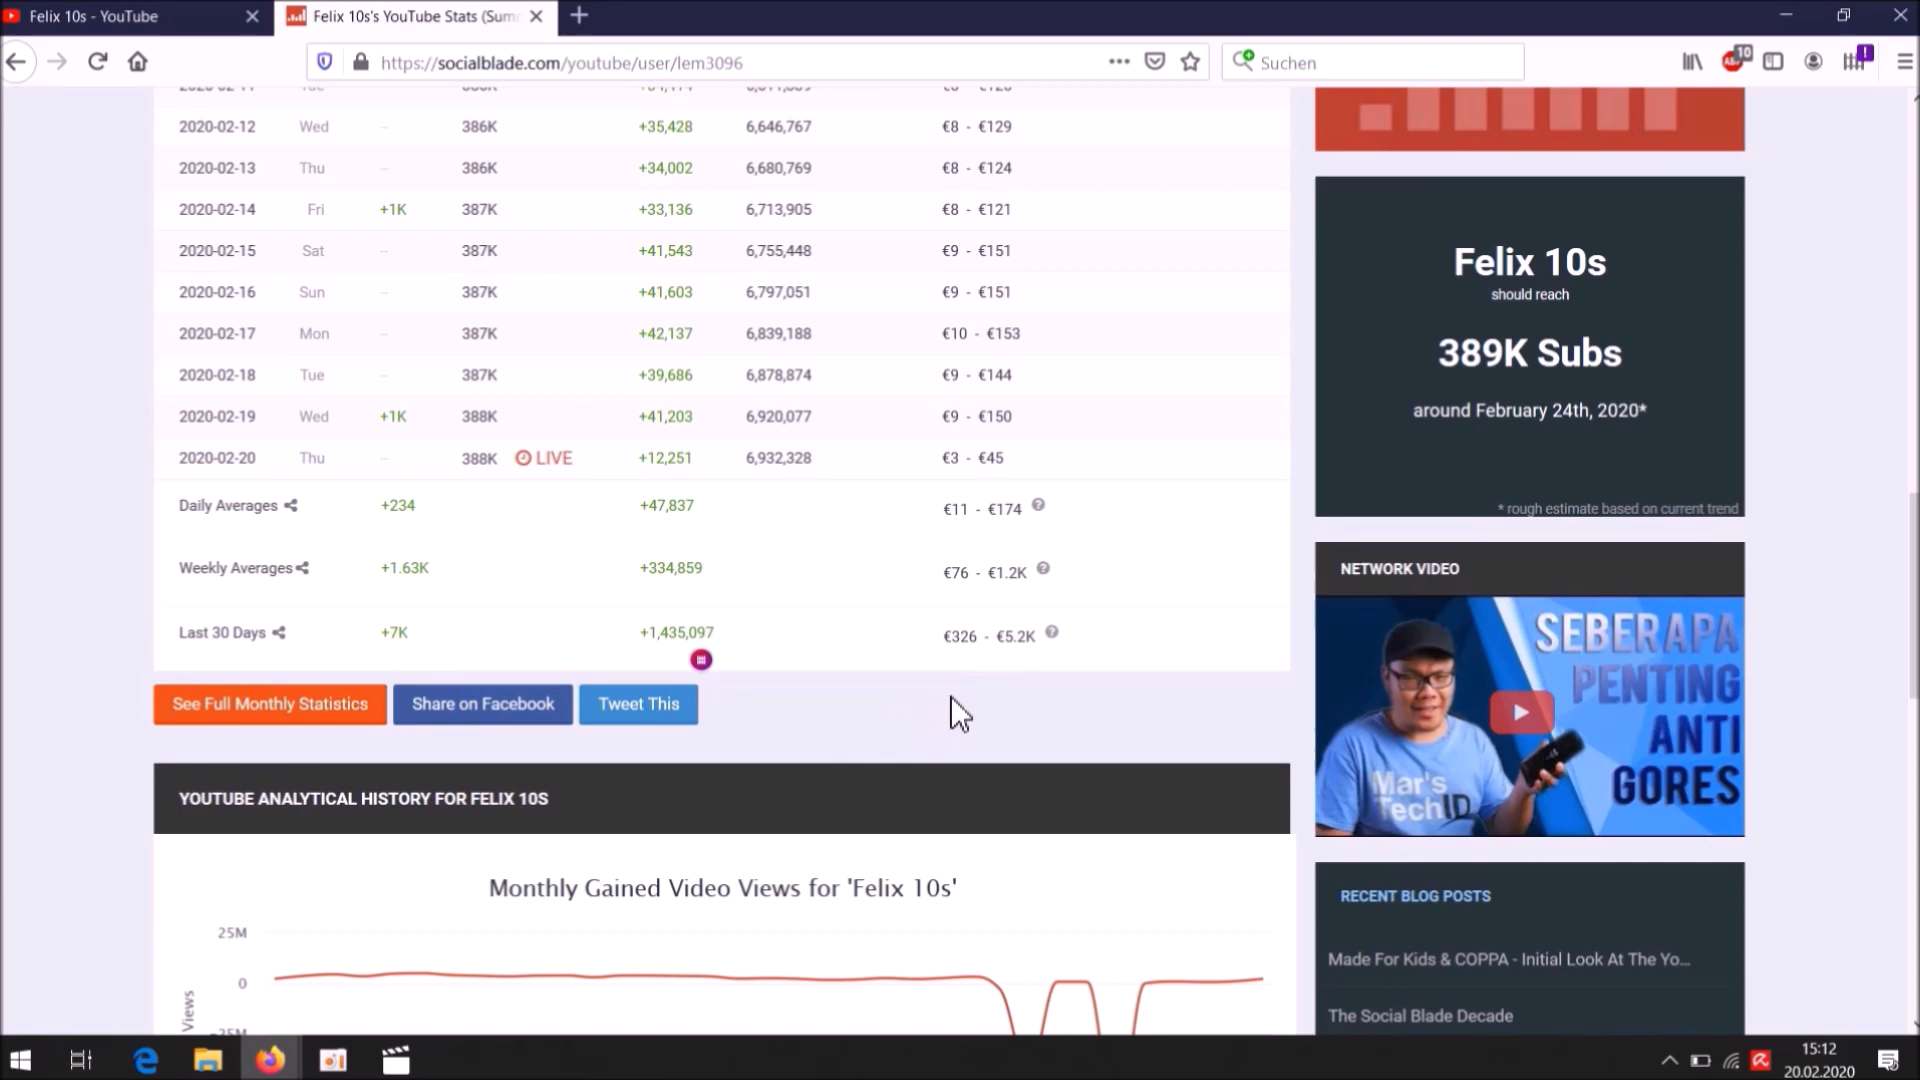 Felix 10s - YouTube
Felix 10s's YouTube Stats (Sum
https://socialblade.com/youtube/user/lem3096
Suchen
10
2020-02-12 Wed -- 386K +35,428 6,646,767 €8 - €129
2020-02-13 Thu -- 386K +34,002 6,680,769 €8 - €124
2020-02-14 Fri +1K 387K +33,136 6,713,905 €8 - €121
2020-02-15 Sat -- 387K +41,543 6,755,448 €9 - €151
2020-02-16 Sun -- 387K +41,603 6,797,051 €9 - €151
2020-02-17 Mon -- 387K +42,137 6,839,188 €10 - €153
2020-02-18 Tue -- 387K +39,686 6,878,874 €9 - €144
2020-02-19 Wed +1K 388K +41,203 6,920,077 €9 - €150
2020-02-20 Thu -- 388K LIVE +12,251 6,932,328 €3 - €45
Daily Averages +234 +47,837 €11 - €174
Weekly Averages +1.63K +334,859 €76 - €1.2K
Last 30 Days +7K +1,435,097 €326 - €5.2K
See Full Monthly Statistics
Share on Facebook
Tweet This
YOUTUBE ANALYTICAL HISTORY FOR FELIX 10S
Monthly Gained Video Views for 'Felix 10s'
25M
0
-25M
Views
Felix 10s
should reach
389K Subs
around February 24th, 2020*
* rough estimate based on current trend
NETWORK VIDEO
SEBERAPA
PENTING
ANTI
GORES
Mar's
TechID
RECENT BLOG POSTS
Made For Kids & COPPA - Initial Look At The Yo...
The Social Blade Decade
15:12
20.02.2020